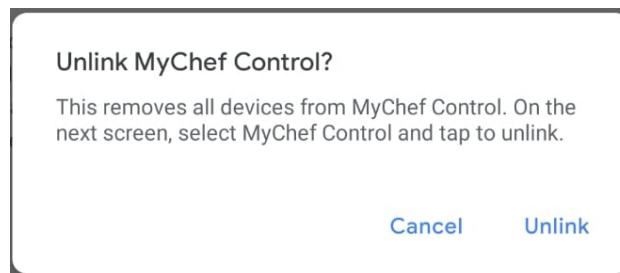 Unlink MyChef Control?
This removes all devices from MyChef Control. On the
next screen, select MyChef Control and tap to unlink.
Cancel Unlink